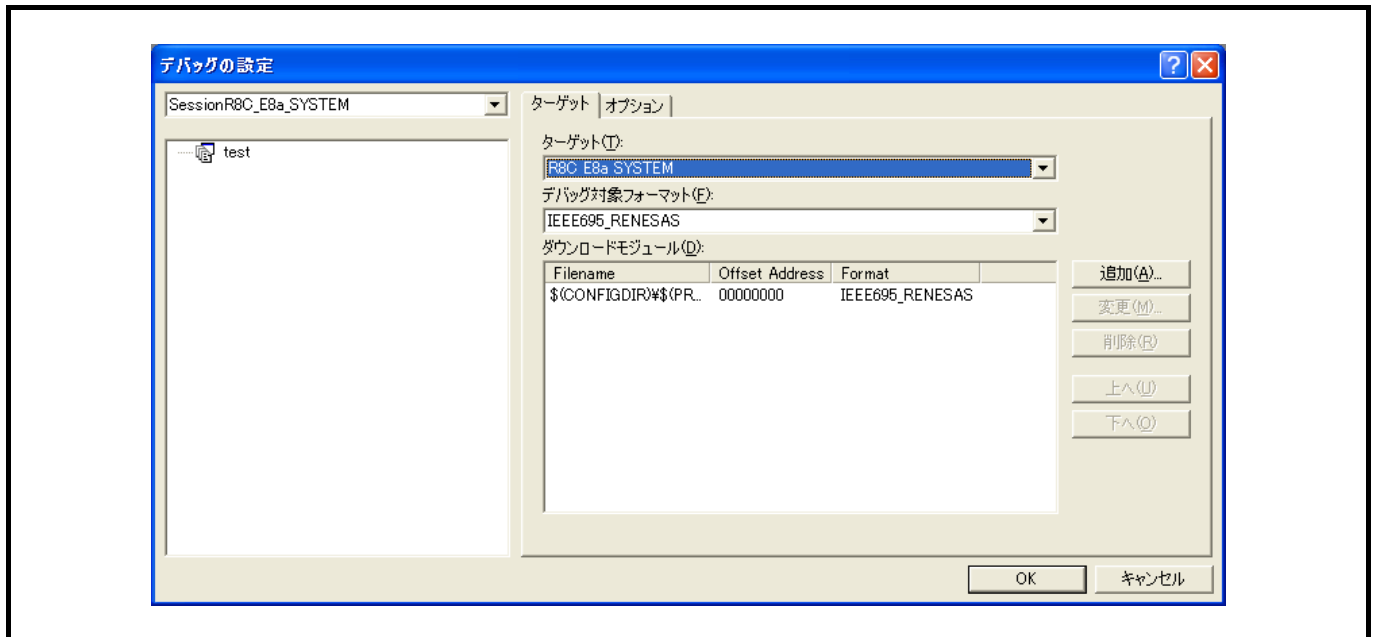 デバッグの設定
SessionR8C_E8a_SYSTEM
test
ターゲット
オプション
ターゲット(T):
R8C E8a SYSTEM
デバッグ対象フォーマット(F):
IEEE695_RENESAS
ダウンロードモジュール(D):
Filename Offset Address Format
$(CONFIGDIR)¥$(PR... 00000000 IEEE695_RENESAS
追加(A)...
変更(M)...
削除(R)
上へ(U)
下へ(O)
OK
キャンセル